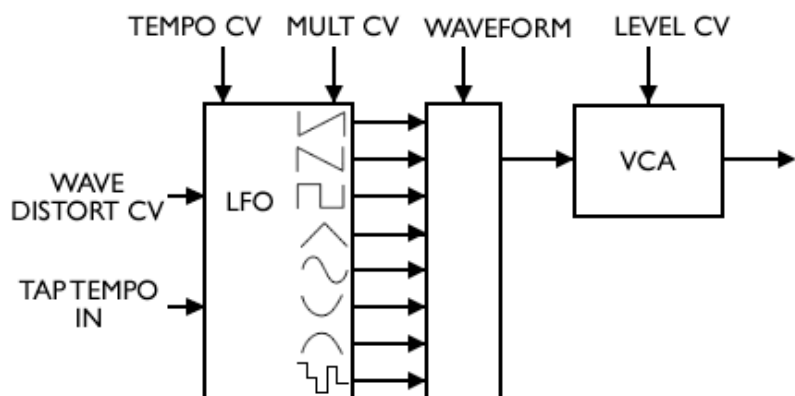 TEMPO CV MULT CV WAVEFORM LEVEL CV
WAVE
DISTORT CV
LFO
VCA
TAP TEMPO
IN